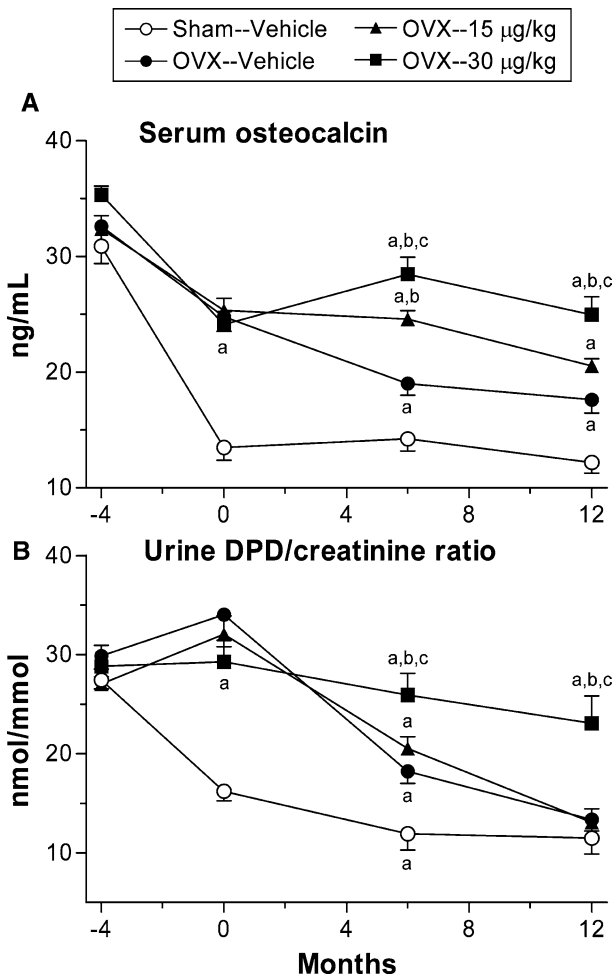 Sham--Vehicle OVX--15 µg/kg
OVX--Vehicle OVX--30 µg/kg
A
Serum osteocalcin
40
30
20
10
ng/mL
a,b,c
a,b,c
a,b
a
a
a
a
-4 0 4 8 12
B
Urine DPD/creatinine ratio
40
30
20
10
nmol/mmol
a,b,c
a,b,c
a
a
a
a
-4 0 4 8 12
Months